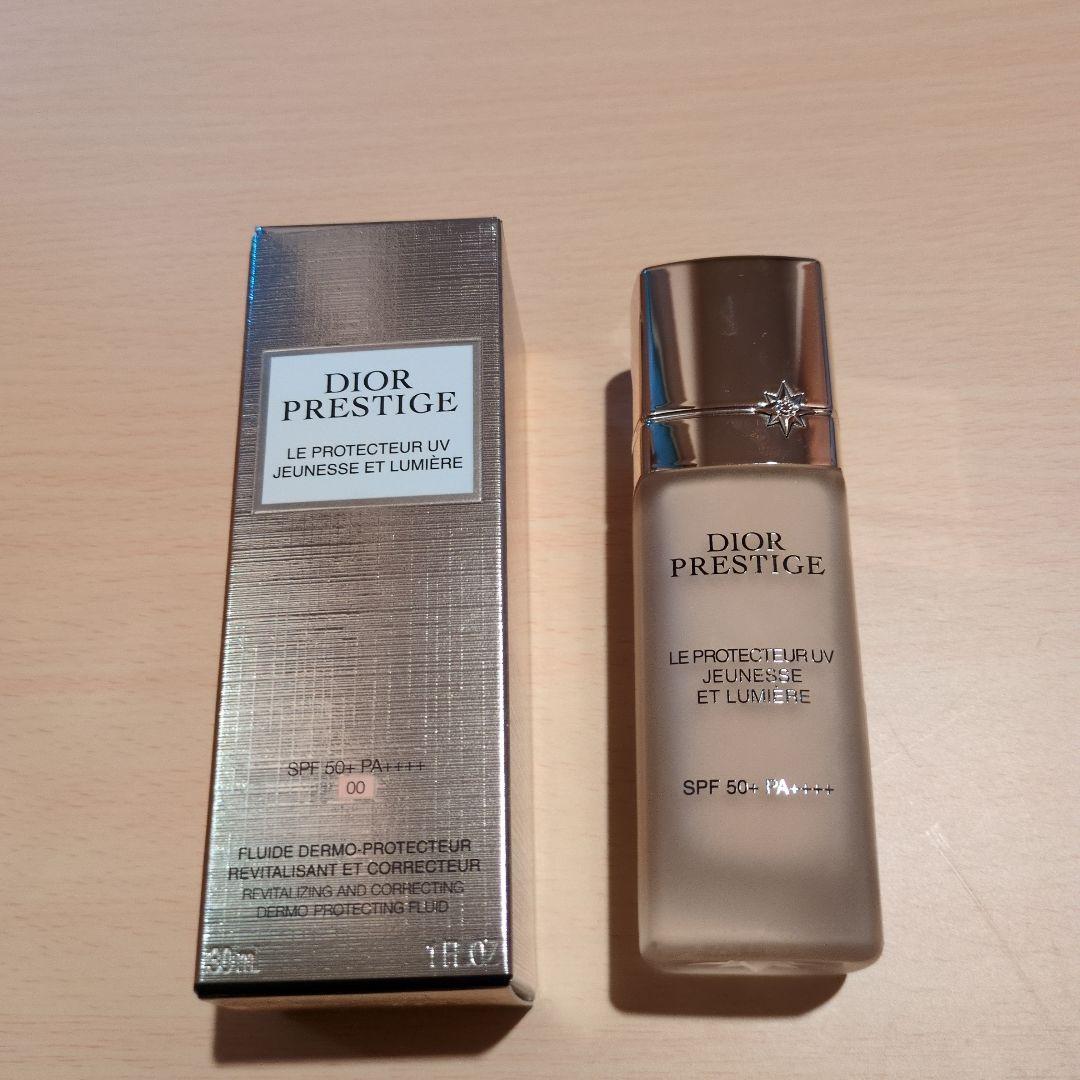 DIOR
PRESTIGE
LE PROTECTEUR UV
JEUNESSE ET LUMIÈRE
SPF 50+ PA++++
00
FLUIDE DERMO-PROTECTEUR
REVITALISANT ET CORRECTEUR
REVITALIZING AND CORRECTING
DERMO PROTECTING FLUID
30ml
1 fl.oz
DIOR
PRESTIGE
LE PROTECTEUR UV
JEUNESSE
ET LUMIÈRE
SPF 50+ PA++++